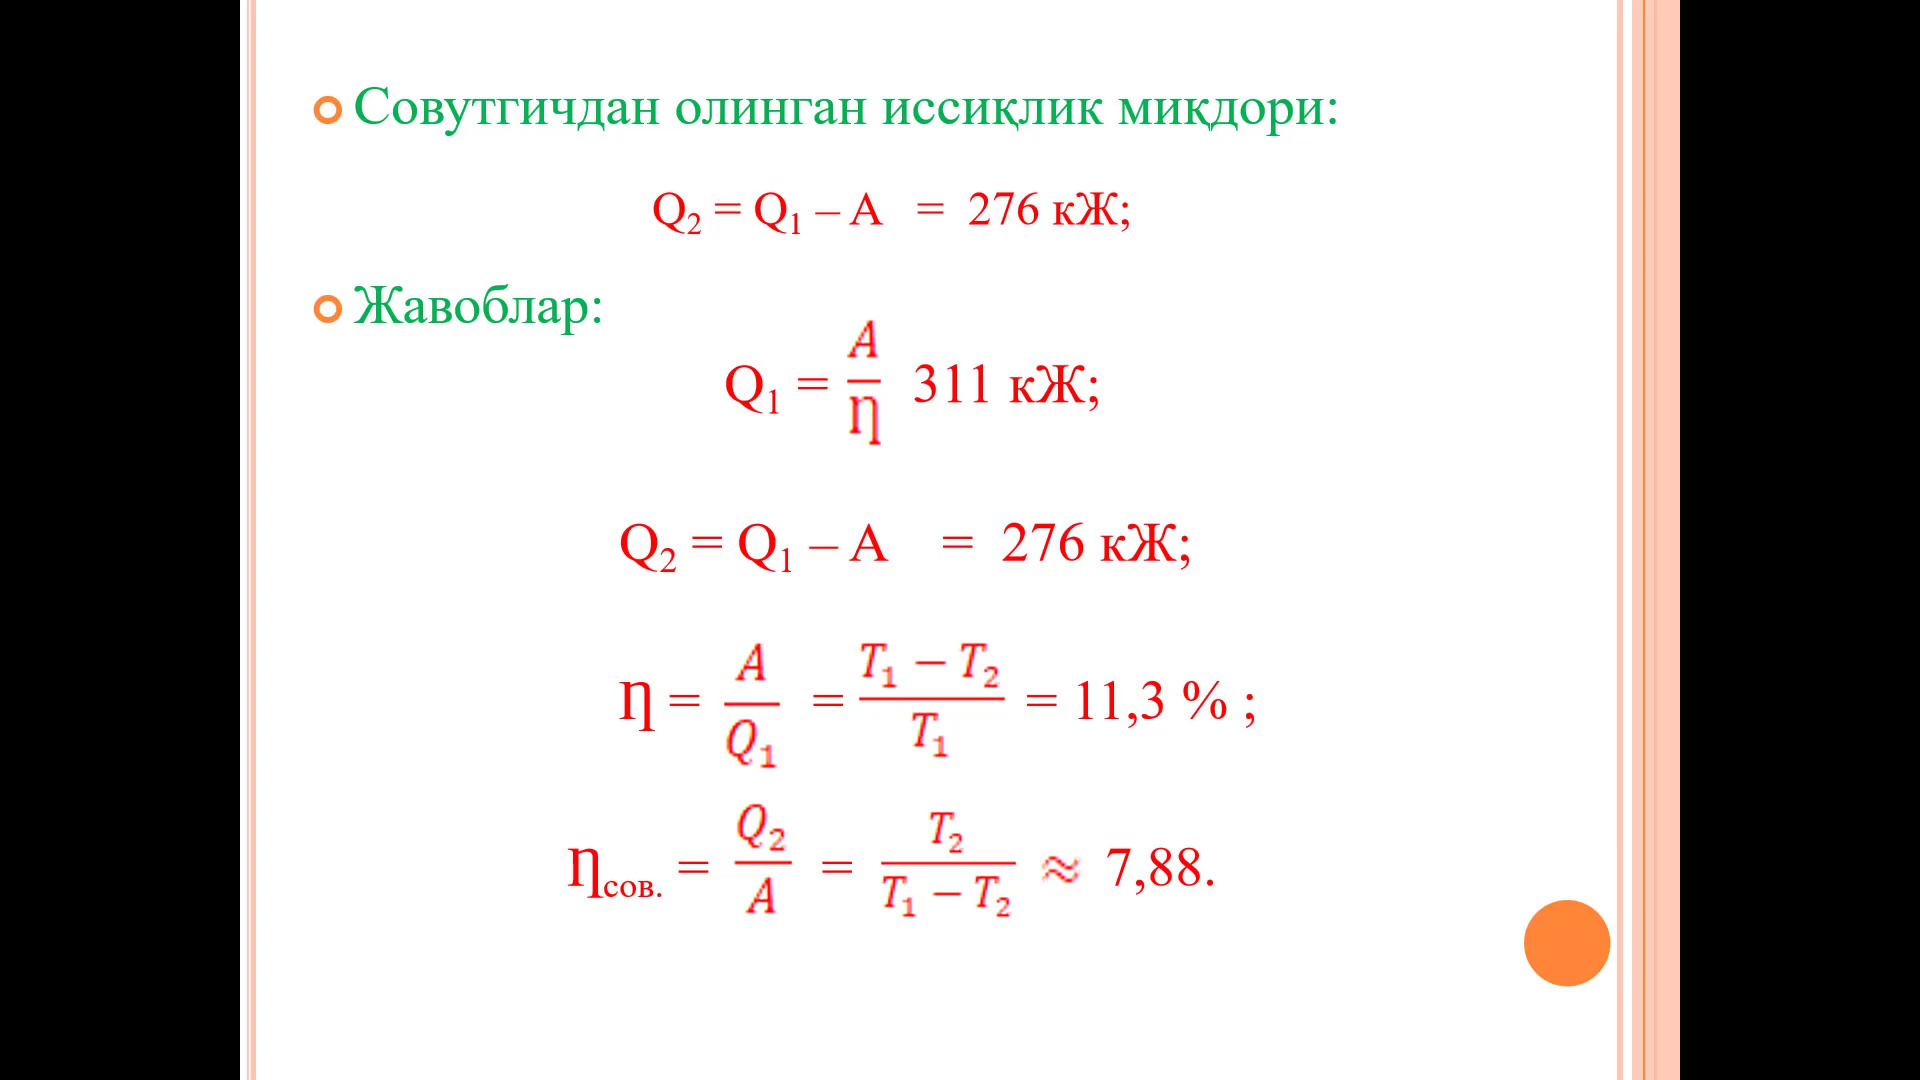 Совутгичдан олинган иссиқлик миқдори:
Q₂ = Q₁ – A = 276 кЖ;
Жавоблар:
Q₁ = A/Ƞ 311 кЖ;
Q₂ = Q₁ – A = 276 кЖ;
Ƞ = A/Q₁ = (T₁ − T₂)/T₁ = 11,3 % ;
Ƞсов. = Q₂/A = T₂/(T₁ − T₂) ≈ 7,88.